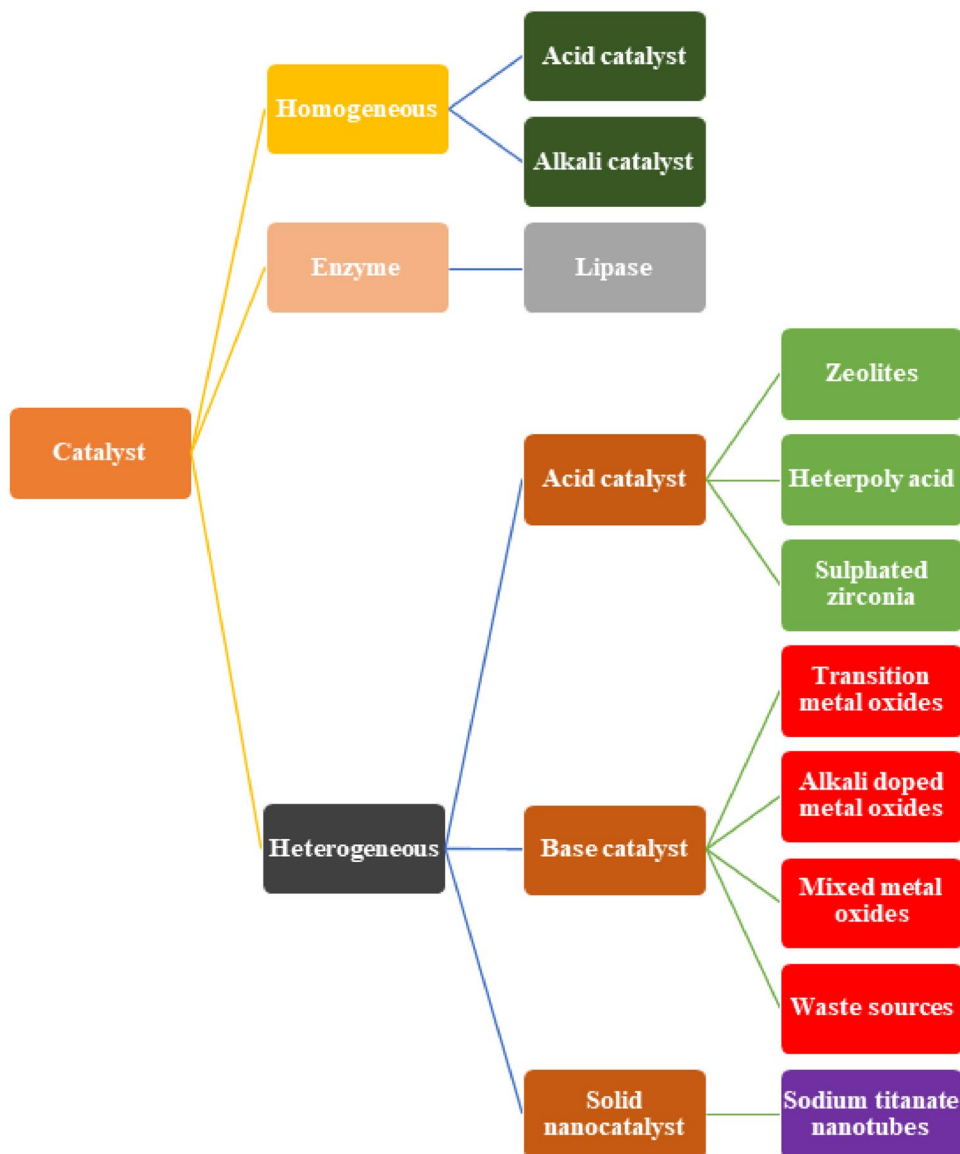 Catalyst
Homogeneous
Acid catalyst
Alkali catalyst
Enzyme
Lipase
Heterogeneous
Acid catalyst
Zeolites
Heterpoly acid
Sulphated
zirconia
Base catalyst
Transition
metal oxides
Alkali doped
metal oxides
Mixed metal
oxides
Waste sources
Solid
nanocatalyst
Sodium titanate
nanotubes